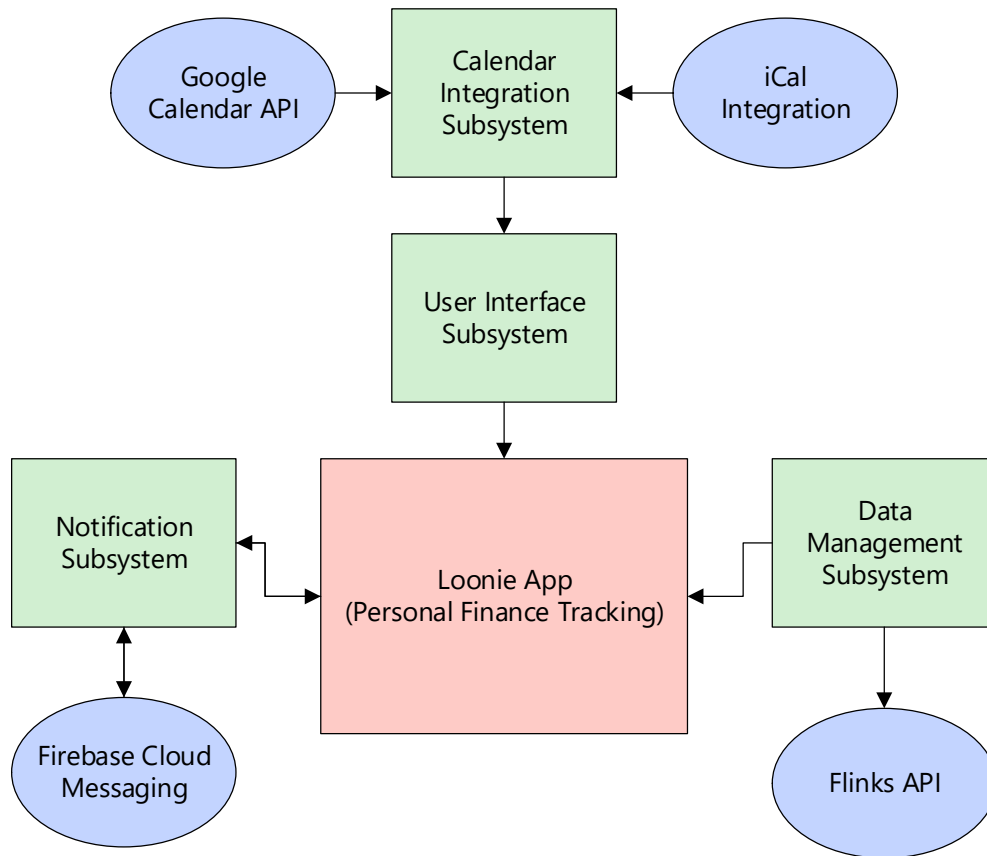 Google
Calendar API
Calendar
Integration
Subsystem
iCal
Integration
User Interface
Subsystem
Notification
Subsystem
Loonie App
(Personal Finance Tracking)
Data
Management
Subsystem
Firebase Cloud
Messaging
Flinks API